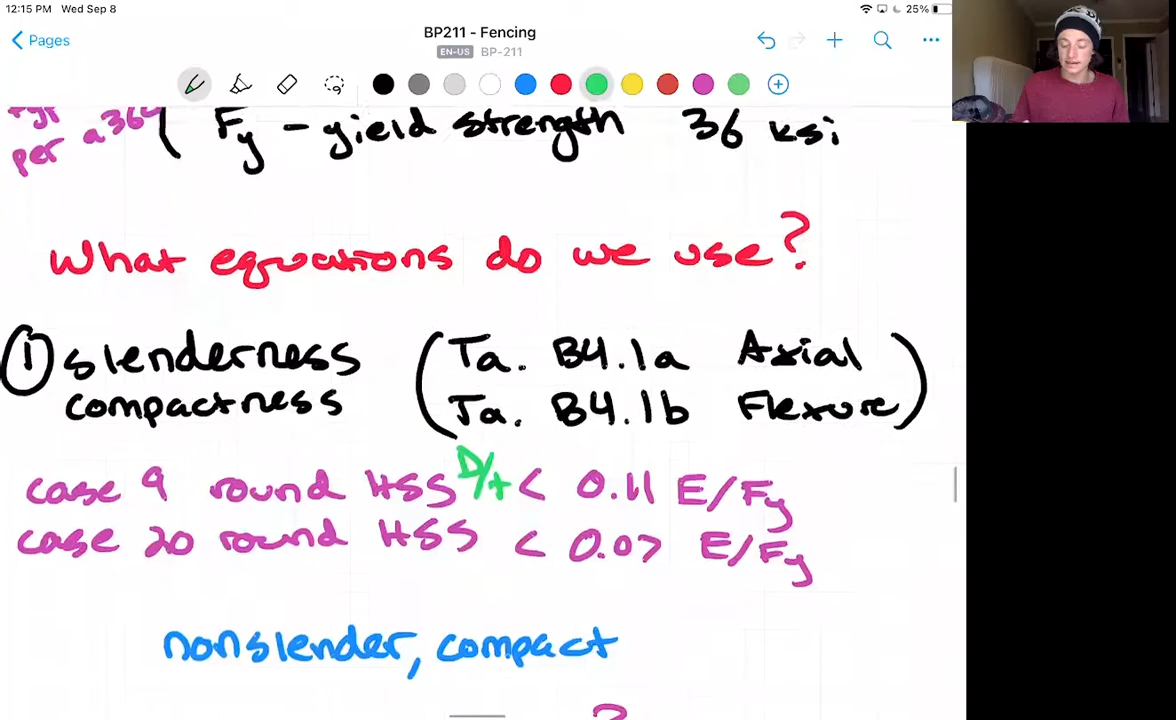 12:15 PM Wed Sep 8
25%
Pages
BP211 - Fencing
EN-US BP-211
per a36
Fy - yield strength 36 ksi
What equations do we use?
1 slenderness (Ta. B4.1a Axial
compactness Ta. B4.1b Flexure)
case 9 round HSS D/t < 0.11 E/Fy
case 20 round HSS < 0.07 E/Fy
nonslender, compact